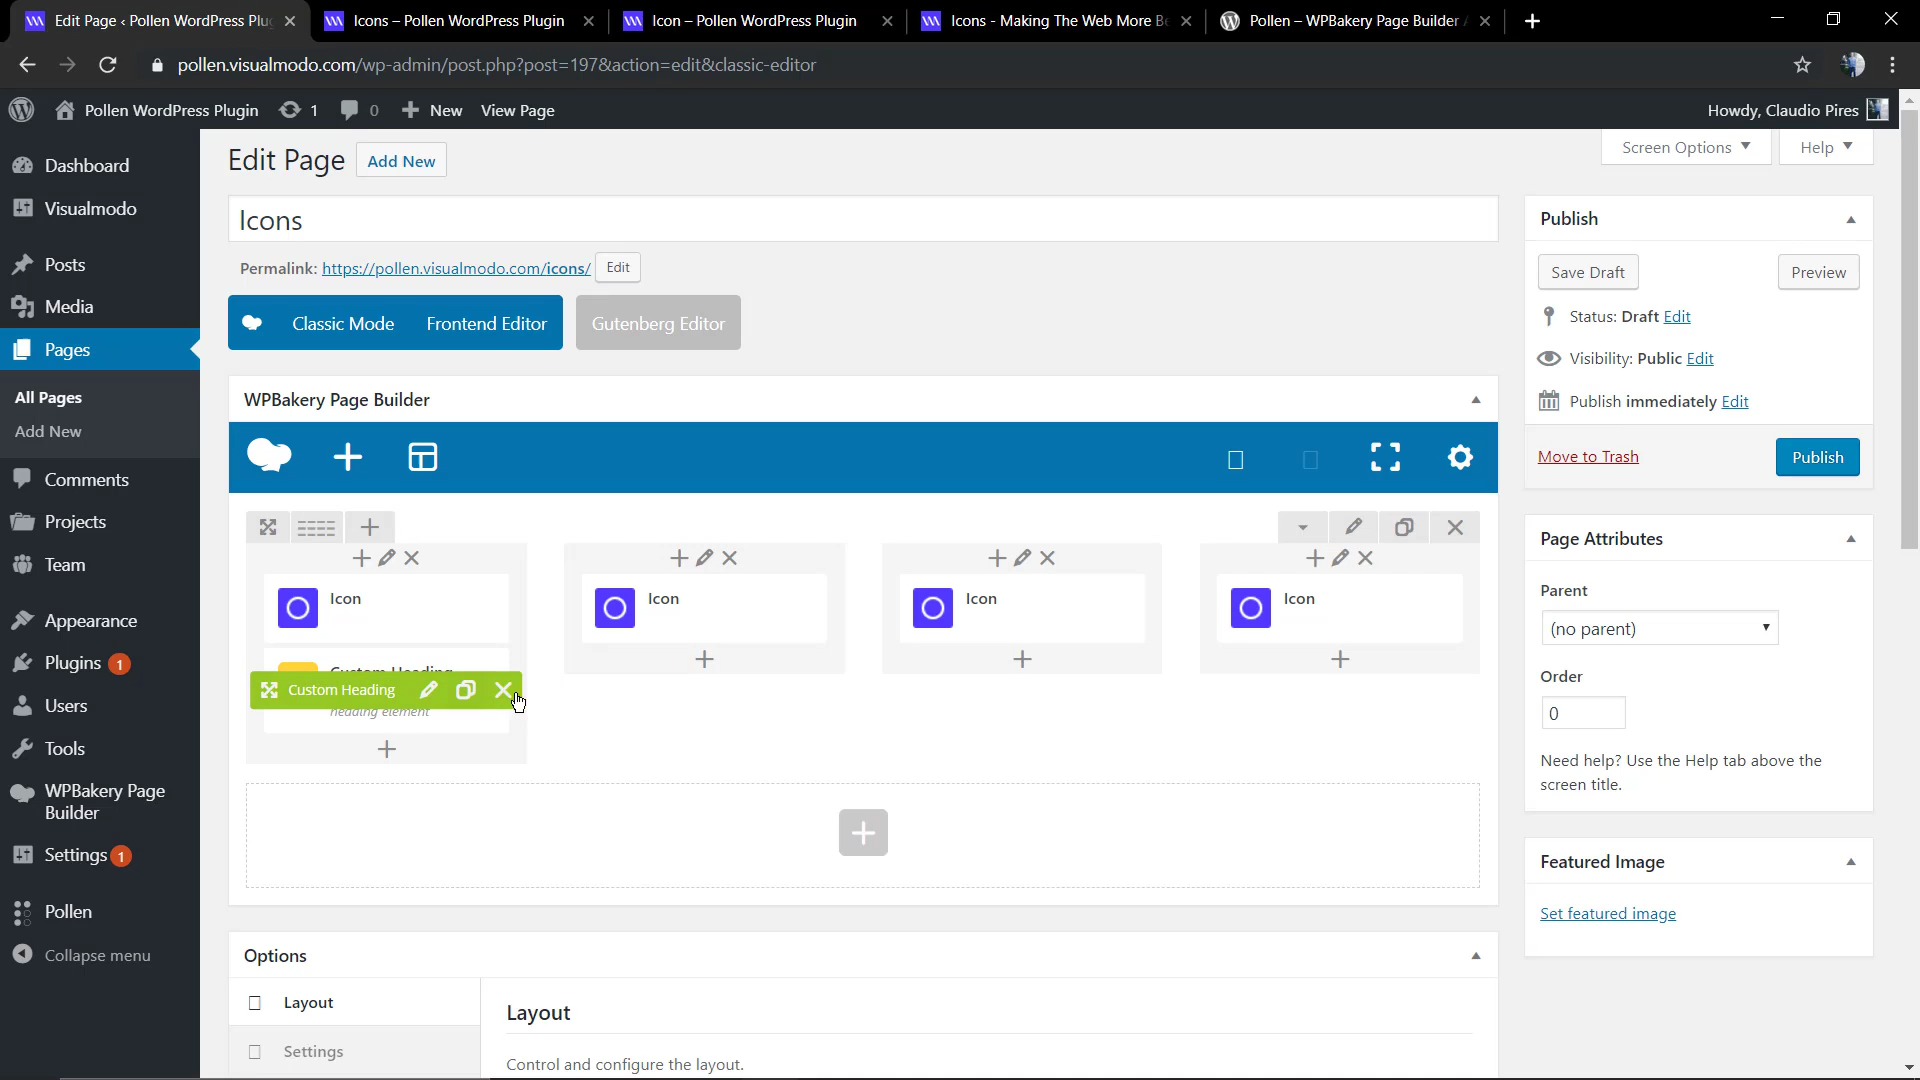 Edit Page ‹ Pollen WordPress Plu
Icons – Pollen WordPress Plugin
Icon – Pollen WordPress Plugin
Icons - Making The Web More Be
Pollen – WPBakery Page Builder
pollen.visualmodo.com/wp-admin/post.php?post=197&action=edit&classic-editor
Pollen WordPress Plugin
1
0
New
View Page
Howdy, Claudio Pires
Dashboard
Visualmodo
Posts
Media
Pages
All Pages
Add New
Comments
Projects
Team
Appearance
Plugins 1
Users
Tools
WPBakery Page
Builder
Settings 1
Pollen
Collapse menu
Edit Page
Add New
Screen Options
Help
Icons
Permalink: https://pollen.visualmodo.com/icons/ Edit
Classic Mode
Frontend Editor
Gutenberg Editor
WPBakery Page Builder
Icon
Icon
Icon
Icon
Custom Heading
Custom Heading
heading element
Options
Layout
Settings
Layout
Control and configure the layout.
Publish
Save Draft
Preview
Status: Draft Edit
Visibility: Public Edit
Publish immediately Edit
Move to Trash
Publish
Page Attributes
Parent
(no parent)
Order
0
Need help? Use the Help tab above the
screen title.
Featured Image
Set featured image